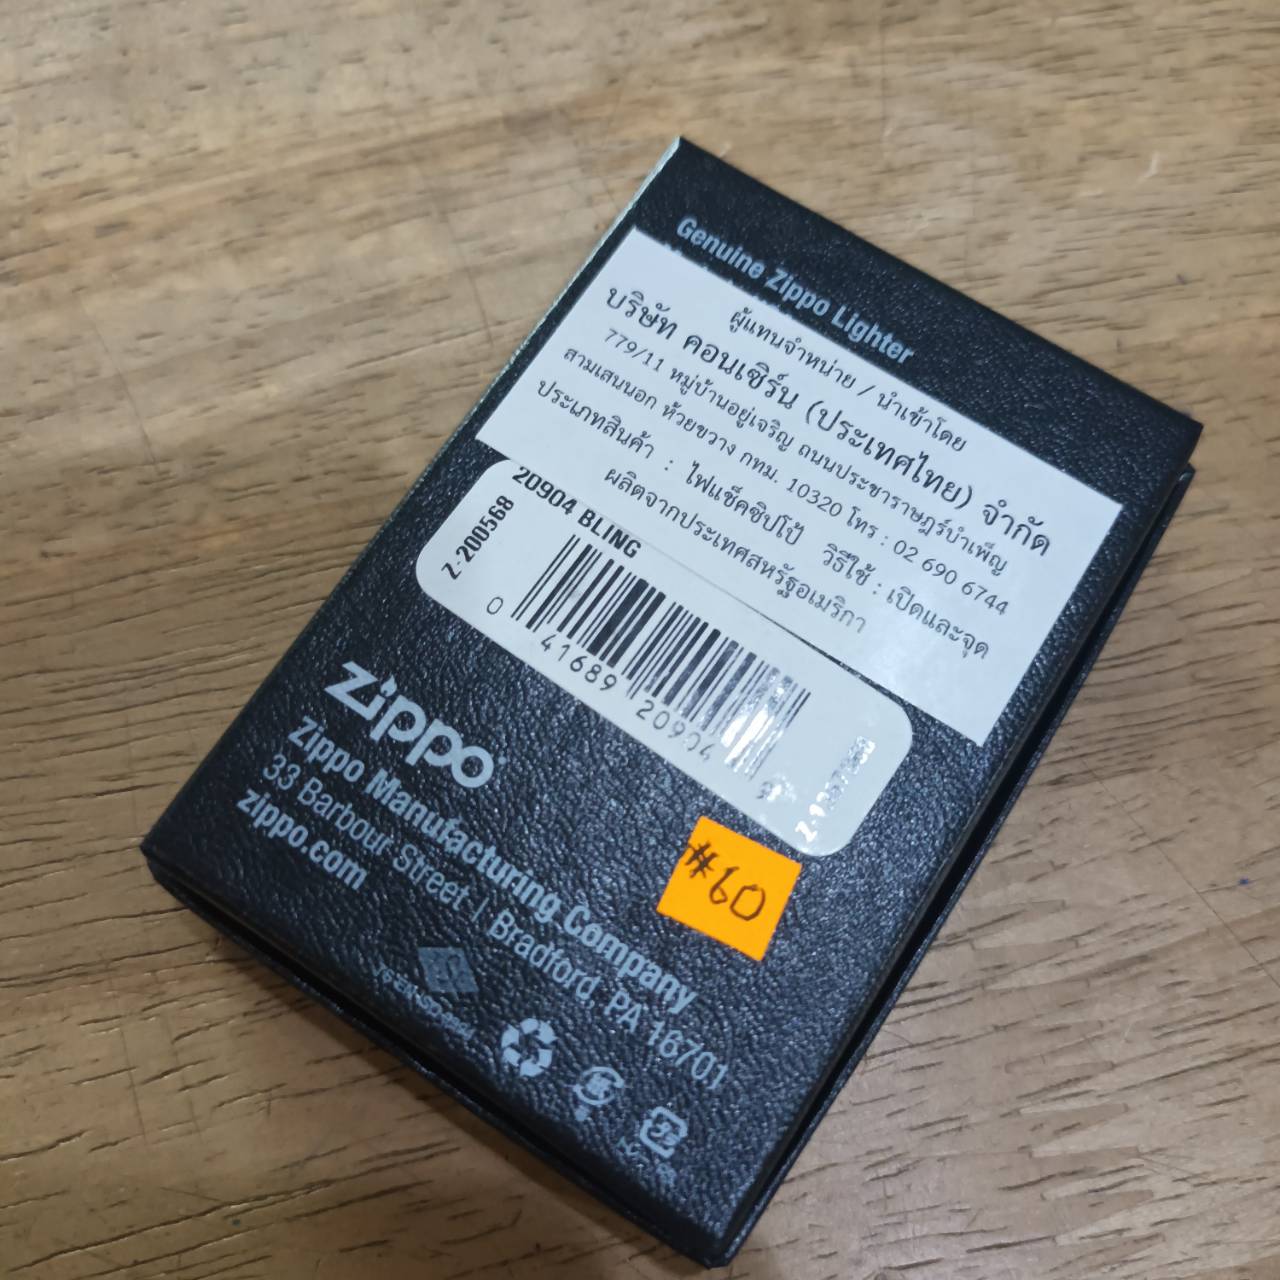 Genuine Zippo Lighter
ผู้แทนจำหน่าย / นำเข้าโดย
บริษัท คอนเซิร์น (ประเทศไทย) จำกัด
779/11 หมู่บ้านอยู่เจริญ ถนนประชาราษฎร์บำเพ็ญ
สามเสนนอก ห้วยขวาง กทม. 10320 โทร : 02 690 6744
ประเภทสินค้า : ไฟแช็คซิปโป้ วิธีใช้ : เปิดและจุด
ผลิตจากประเทศสหรัฐอเมริกา
20904 BLING
Z-200568
0 41689 20904 9
#60
zippo
Zippo Manufacturing Company
33 Barbour Street | Bradford, PA 16701
zippo.com